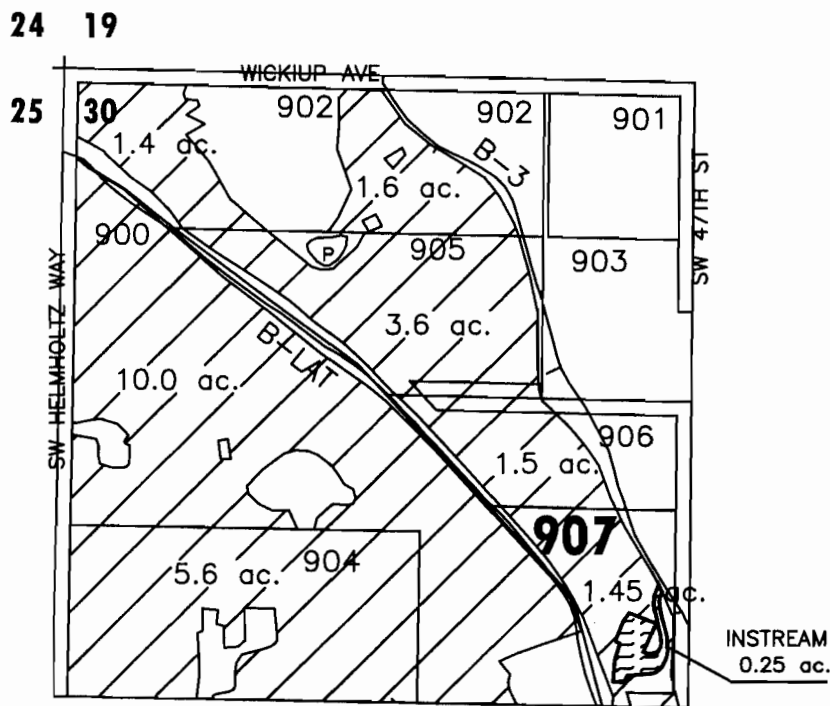 24 19
WICKIUP AVE
25 30
902
902
901
1.4 ac.
B-3
1.6 ac.
SW 47TH ST
900
P
905
903
3.6 ac.
B-LAT
SW HELMHOLTZ WAY
10.0 ac.
906
1.5 ac.
907
904
5.6 ac.
1.45 ac.
INSTREAM
0.25 ac.